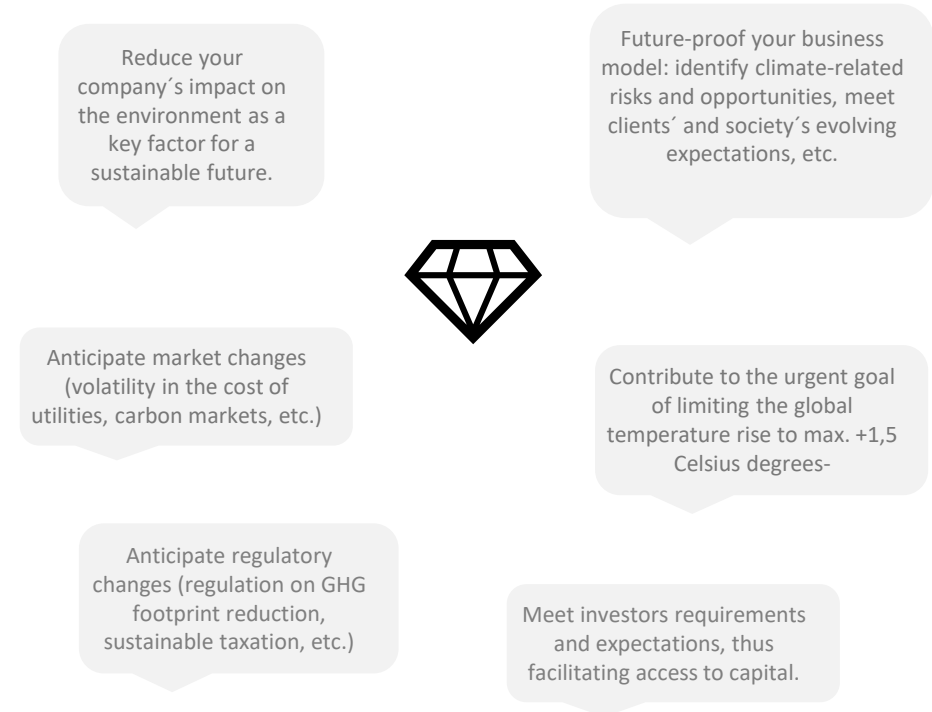 Reduce your
company´s impact on
the environment as a
key factor for a
sustainable future.
Future-proof your business
model: identify climate-related
risks and opportunities, meet
clients´ and society´s evolving
expectations, etc.
Anticipate market changes
(volatility in the cost of
utilities, carbon markets, etc.)
Contribute to the urgent goal
of limiting the global
temperature rise to max. +1,5
Celsius degrees-
Anticipate regulatory
changes (regulation on GHG
footprint reduction,
sustainable taxation, etc.)
Meet investors requirements
and expectations, thus
facilitating access to capital.